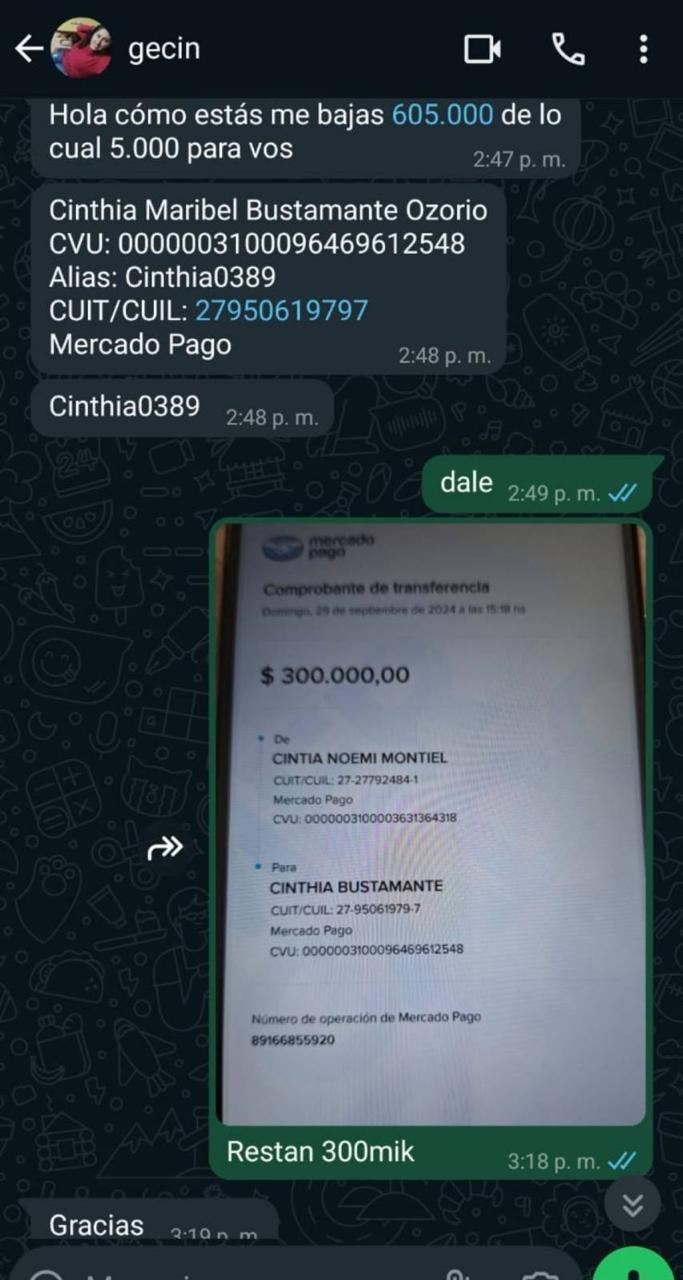 gecin
Hola cómo estás me bajas 605.000 de lo
cual 5.000 para vos
2:47 p. m.
Cinthia Maribel Bustamante Ozorio
CVU: 0000003100096469612548
Alias: Cinthia0389
CUIT/CUIL: 27950619797
Mercado Pago
2:48 p. m.
Cinthia0389
2:48 p. m.
dale
2:49 p. m.
mercado
pago
Comprobante de transferencia
Domingo, 29 de septiembre de 2024 a las 15:18 hs
$ 300.000,00
De
CINTIA NOEMI MONTIEL
CUIT/CUIL: 27-27792484-1
Mercado Pago
CVU: 0000003100003631364318
Para
CINTHIA BUSTAMANTE
CUIT/CUIL: 27-95061979-7
Mercado Pago
CVU: 0000003100096469612548
Número de operación de Mercado Pago
89166855920
Restan 300mik
3:18 p. m.
Gracias
3:19 p. m.